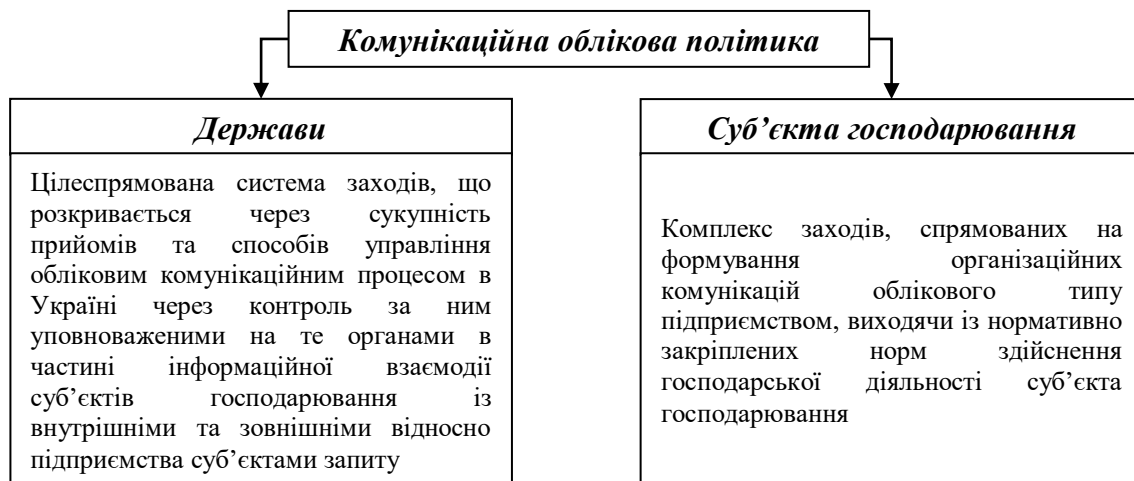 Комунікаційна облікова політика
Держави
Цілеспрямована система заходів, що
розкривається через сукупність
прийомів та способів управління
обліковим комунікаційним процесом в
Україні через контроль за ним
уповноваженими на те органами в
частині інформаційної взаємодії
суб’єктів господарювання із
внутрішніми та зовнішніми відносно
підприємства суб’єктами запиту
Суб’єкта господарювання
Комплекс заходів, спрямованих на
формування організаційних
комунікацій облікового типу
підприємством, виходячи із нормативно
закріплених норм здійснення
господарської діяльності суб’єкта
господарювання